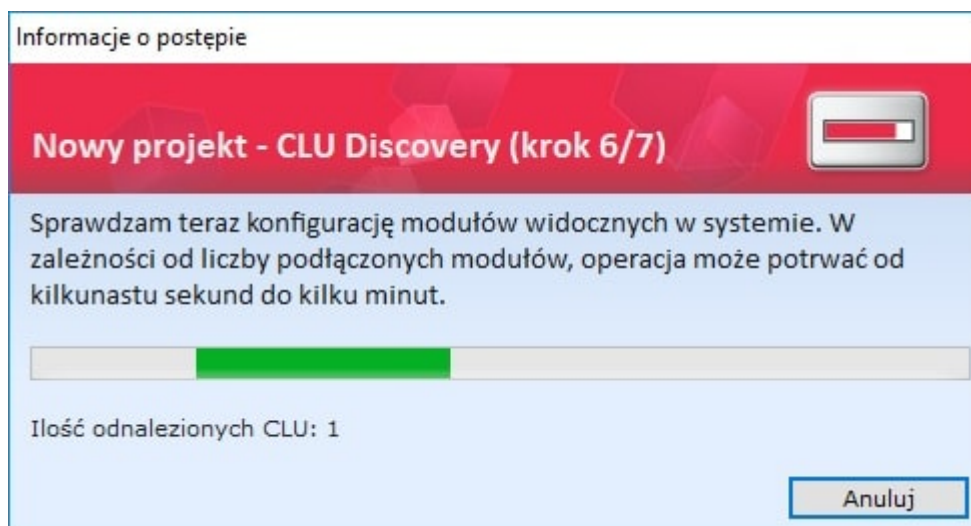 Informacje o postępie
Nowy projekt - CLU Discovery (krok 6/7)
Sprawdzam teraz konfigurację modułów widocznych w systemie. W
zależności od liczby podłączonych modułów, operacja może potrwać od
kilkunastu sekund do kilku minut.
Ilość odnalezionych CLU: 1
Anuluj